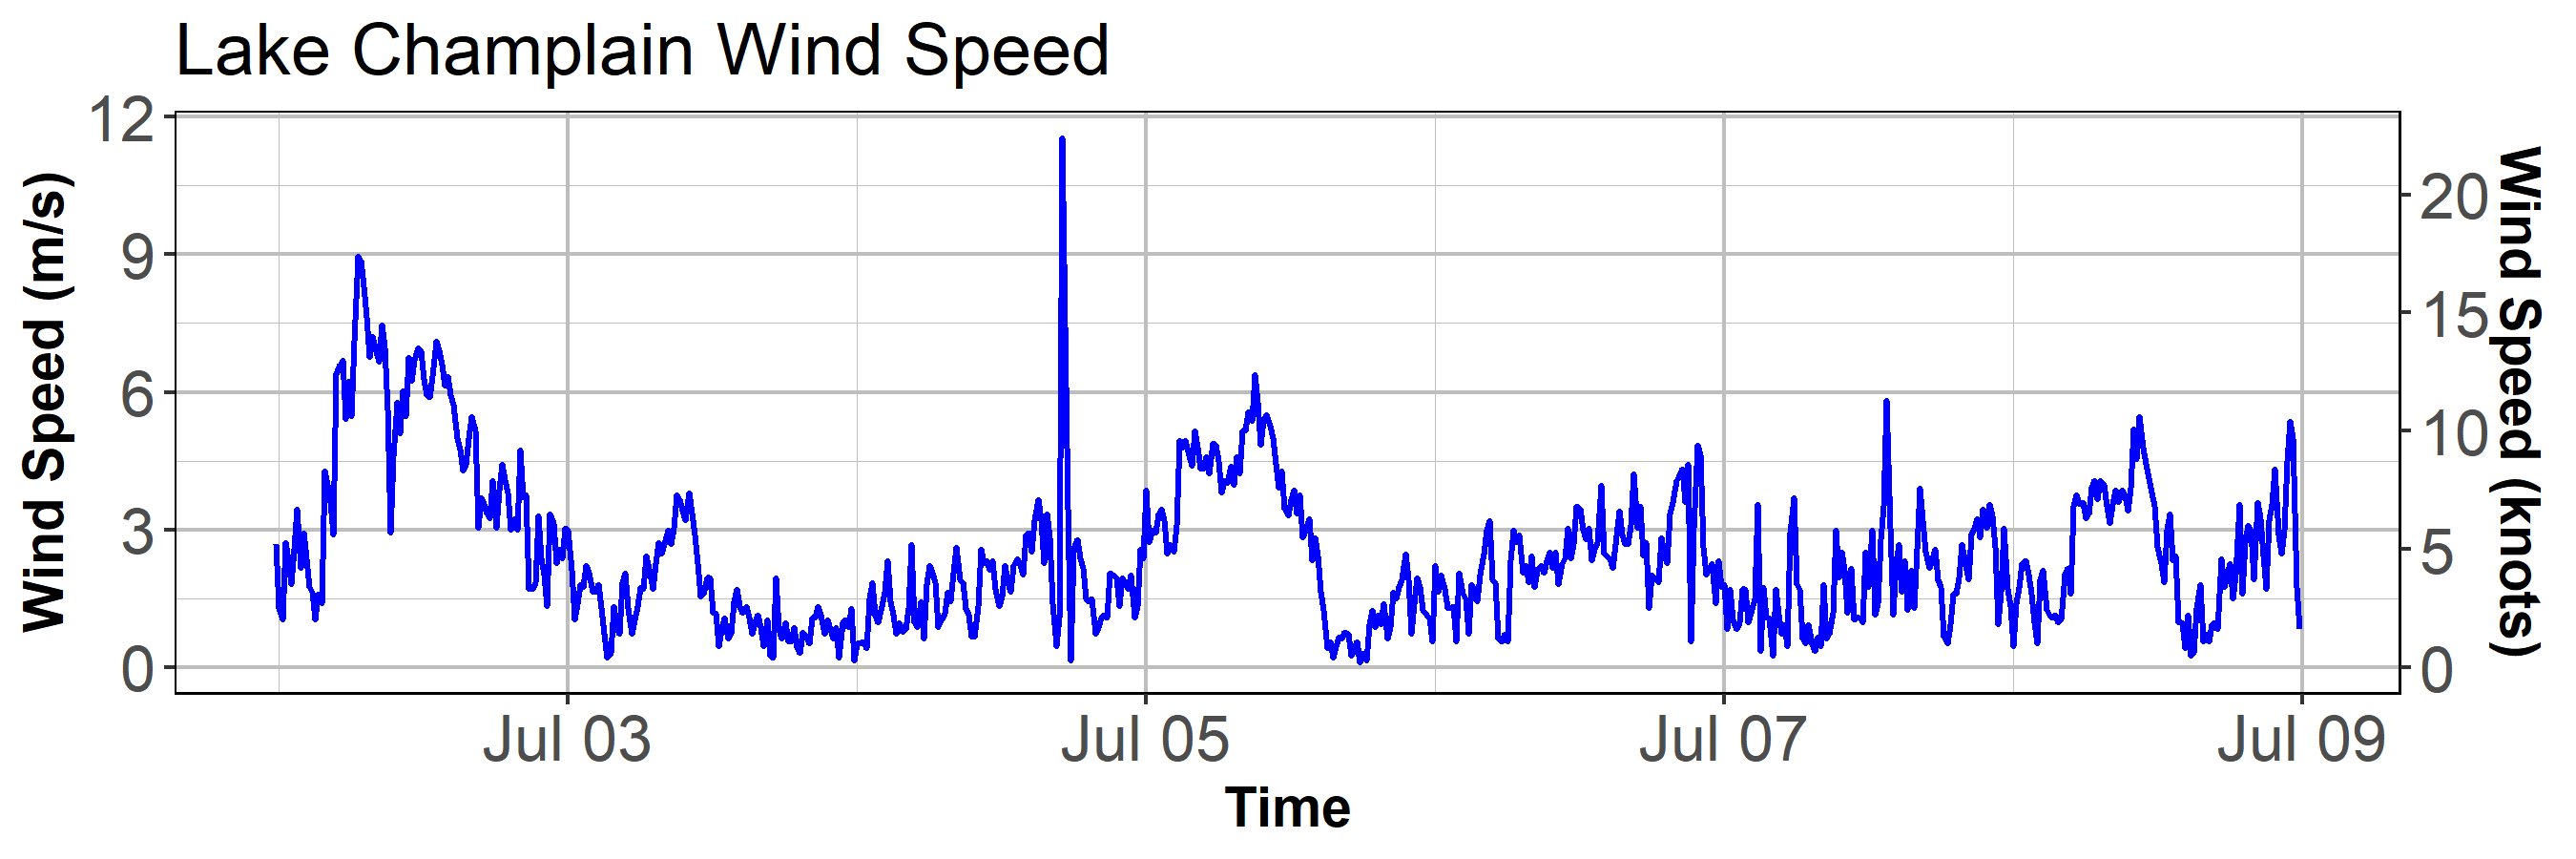 Lake Champlain Wind Speed
Wind Speed (m/s)
12
9
6
3
0
20
15
10
5
0
Wind Speed (knots)
Jul 03 Jul 05 Jul 07 Jul 09
Time